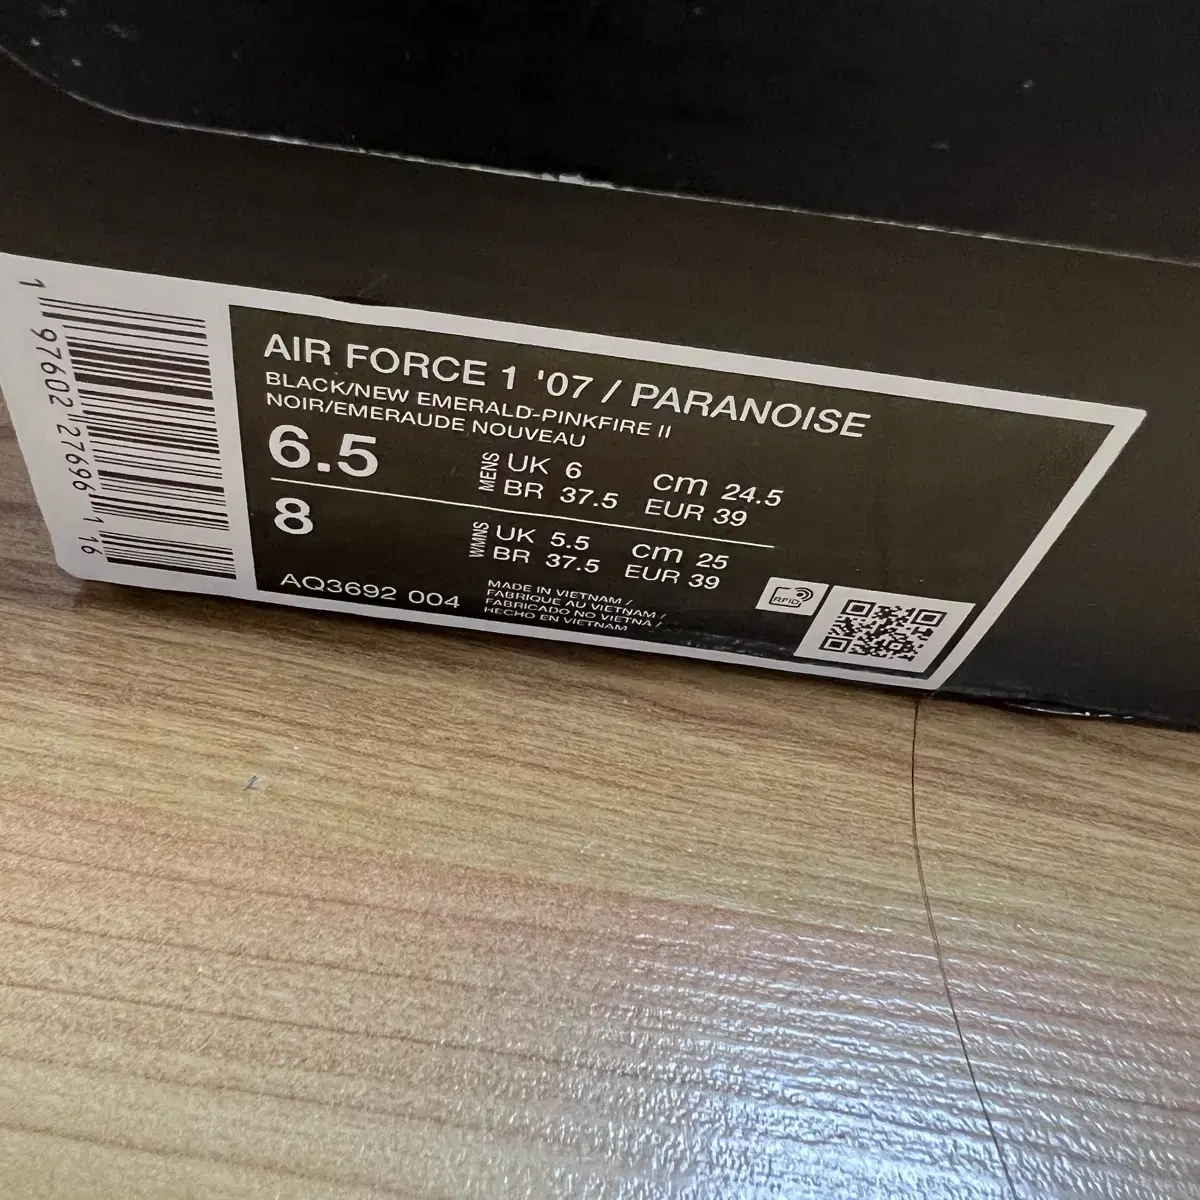 AIR FORCE 1 '07 / PARANOISE
BLACK/NEW EMERALD-PINKFIRE II
NOIR/EMERAUDE NOUVEAU
6.5
MENS
UK 6
cm 24.5
BR 37.5
EUR 39
8
WMNS
UK 5.5
cm 25
BR 37.5
EUR 39
AQ3692 004
MADE IN VIETNAM /
FABRIQUE AU VIETNAM /
FABRICADO NO VIETNA /
HECHO EN VIETNAM
RFID
1 97602 27696 1 16